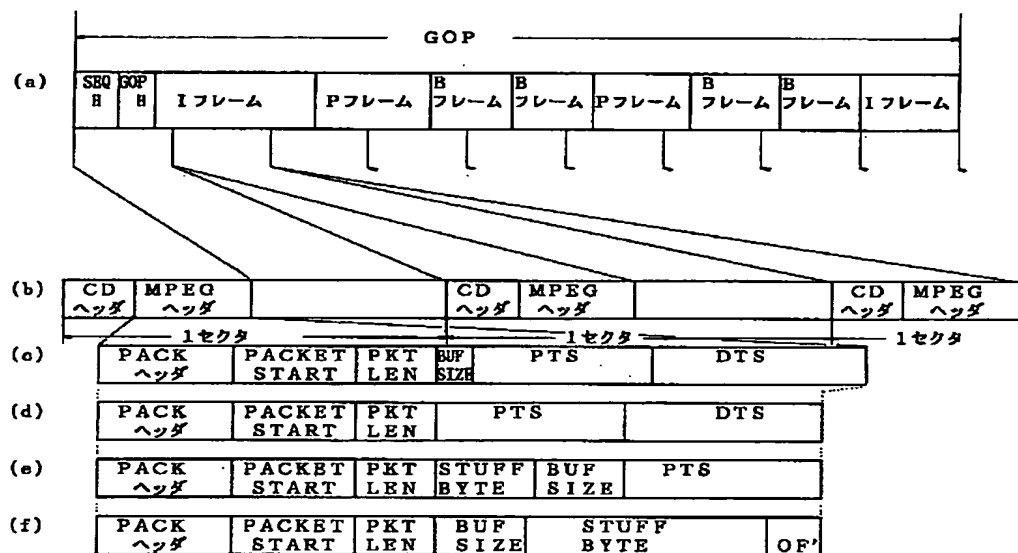 GOP
(a) SEQ H GOP H Iフレーム Pフレーム B フレーム B フレーム Pフレーム B フレーム B フレーム Iフレーム
(b) CD ヘッダ MPEG ヘッダ CD ヘッダ MPEG ヘッダ CD ヘッダ MPEG ヘッダ
1セクタ 1セクタ 1セクタ
(c) PACK ヘッダ PACKET START PKT LEN BUF SIZE PTS DTS
(d) PACK ヘッダ PACKET START PKT LEN PTS DTS
(e) PACK ヘッダ PACKET START PKT LEN STUFF BYTE BUF SIZE PTS
(f) PACK ヘッダ PACKET START PKT LEN BUF SIZE STUFF BYTE OF'